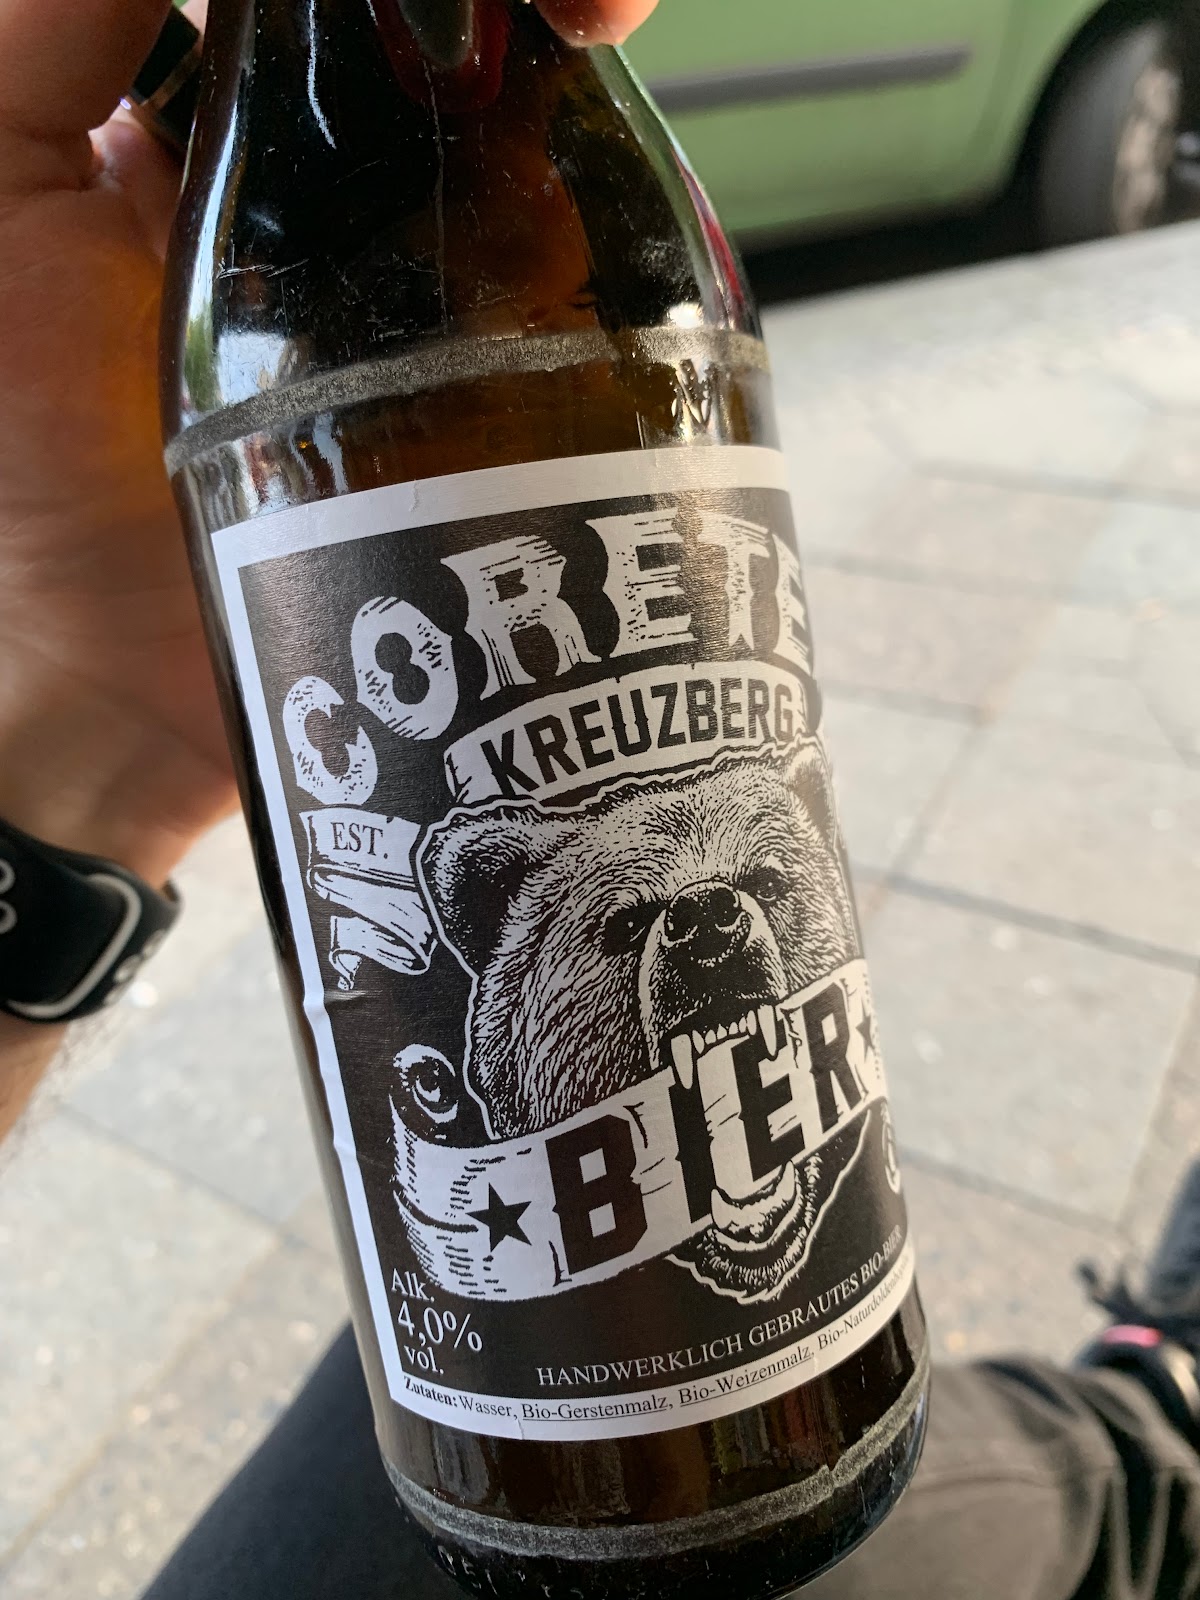 CORETE
KREUZBERG
EST.
★BIER★
Alk.
4,0%
vol.
HANDWERKLICH GEBRAUTES BIO-BIER
Zutaten: Wasser, Bio-Gerstenmalz, Bio-Weizenmalz,